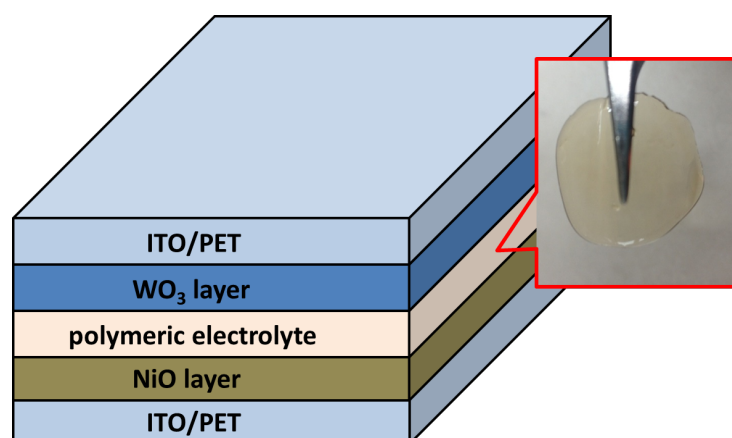 ITO/PET
WO₃ layer
polymeric electrolyte
NiO layer
ITO/PET